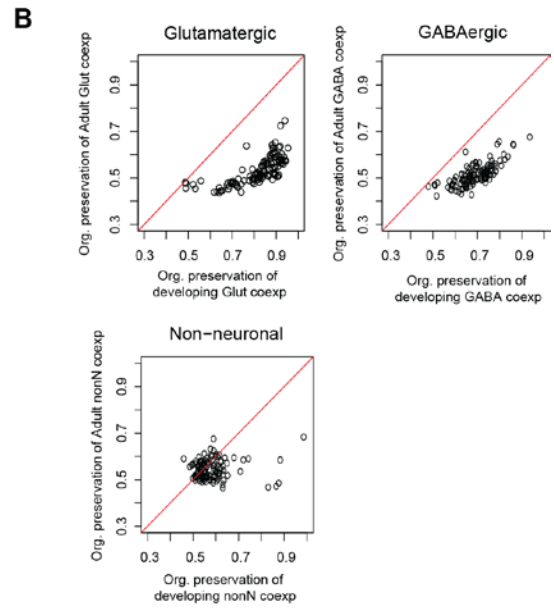 B
Glutamatergic
Org. preservation of Adult Glut coexp
0.9
0.7
0.5
0.3
0.3 0.5 0.7 0.9
Org. preservation of
developing Glut coexp
GABAergic
Org. preservation of Adult GABA coexp
0.9
0.7
0.5
0.3
0.3 0.5 0.7 0.9
Org. preservation of
developing GABA coexp
Non-neuronal
Org. preservation of Adult nonN coexp
0.9
0.7
0.5
0.3
0.3 0.5 0.7 0.9
Org. preservation of
developing nonN coexp